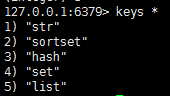 127.0.0.1:6379> keys *
1) "str"
2) "sortset"
3) "hash"
4) "set"
5) "list"